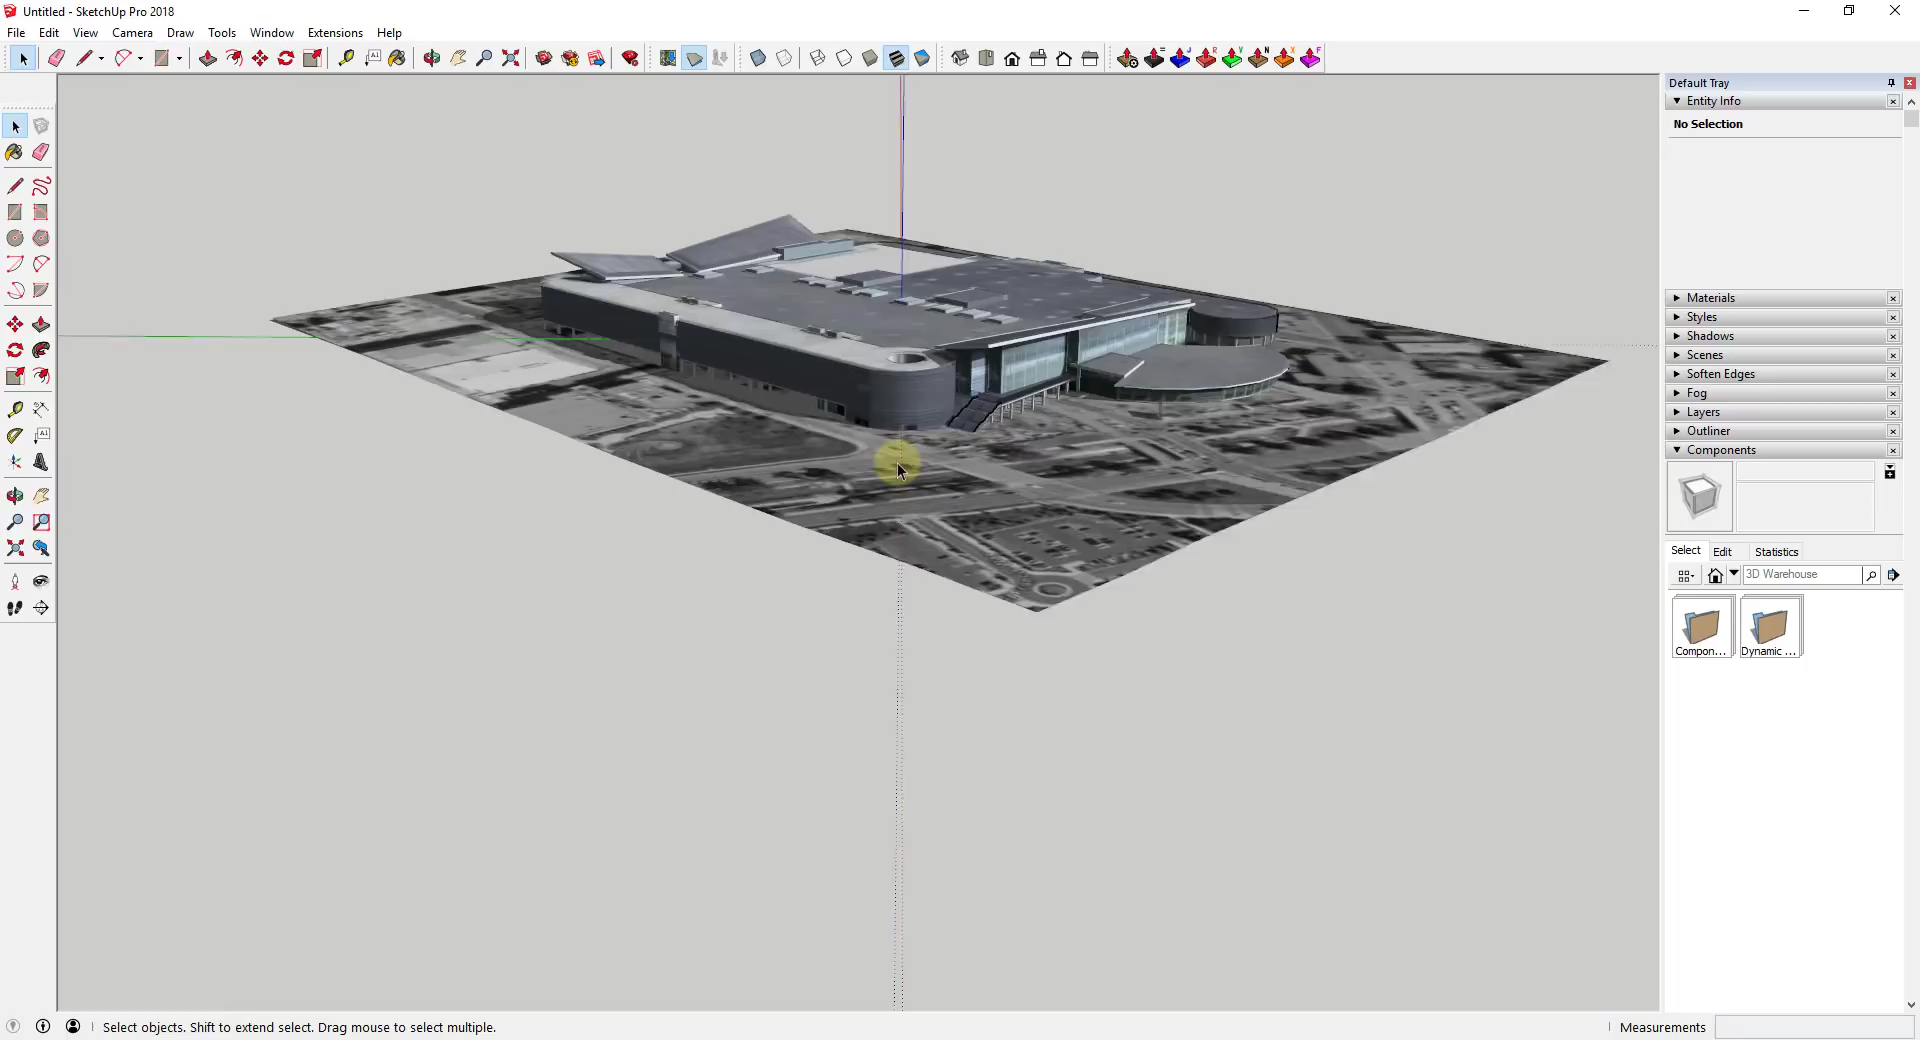 Untitled - SketchUp Pro 2018
File Edit View Camera Draw Tools Window Extensions Help
Default Tray
Entity Info
No Selection
Materials
Styles
Shadows
Scenes
Soften Edges
Fog
Layers
Outliner
Components
Select Edit Statistics
3D Warehouse
Compon... Dynamic ...
Select objects. Shift to extend select. Drag mouse to select multiple.
Measurements